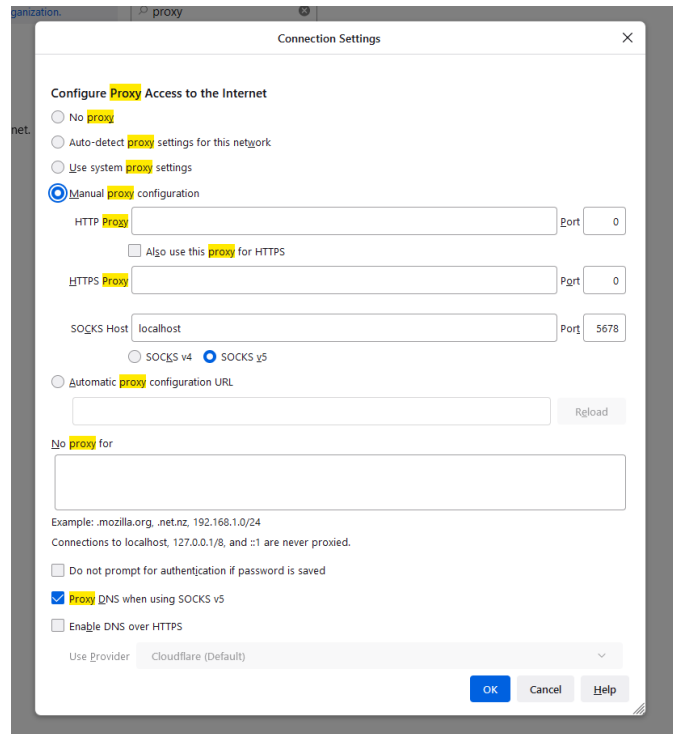 ganization.
proxy
Connection Settings
net.
Configure Proxy Access to the Internet
No proxy
Auto-detect proxy settings for this network
Use system proxy settings
Manual proxy configuration
HTTP Proxy Port 0
Also use this proxy for HTTPS
HTTPS Proxy Port 0
SOCKS Host localhost Port 5678
SOCKS v4 SOCKS v5
Automatic proxy configuration URL
Reload
No proxy for
Example: .mozilla.org, .net.nz, 192.168.1.0/24
Connections to localhost, 127.0.0.1/8, and ::1 are never proxied.
Do not prompt for authentication if password is saved
Proxy DNS when using SOCKS v5
Enable DNS over HTTPS
Use Provider Cloudflare (Default)
OK Cancel Help